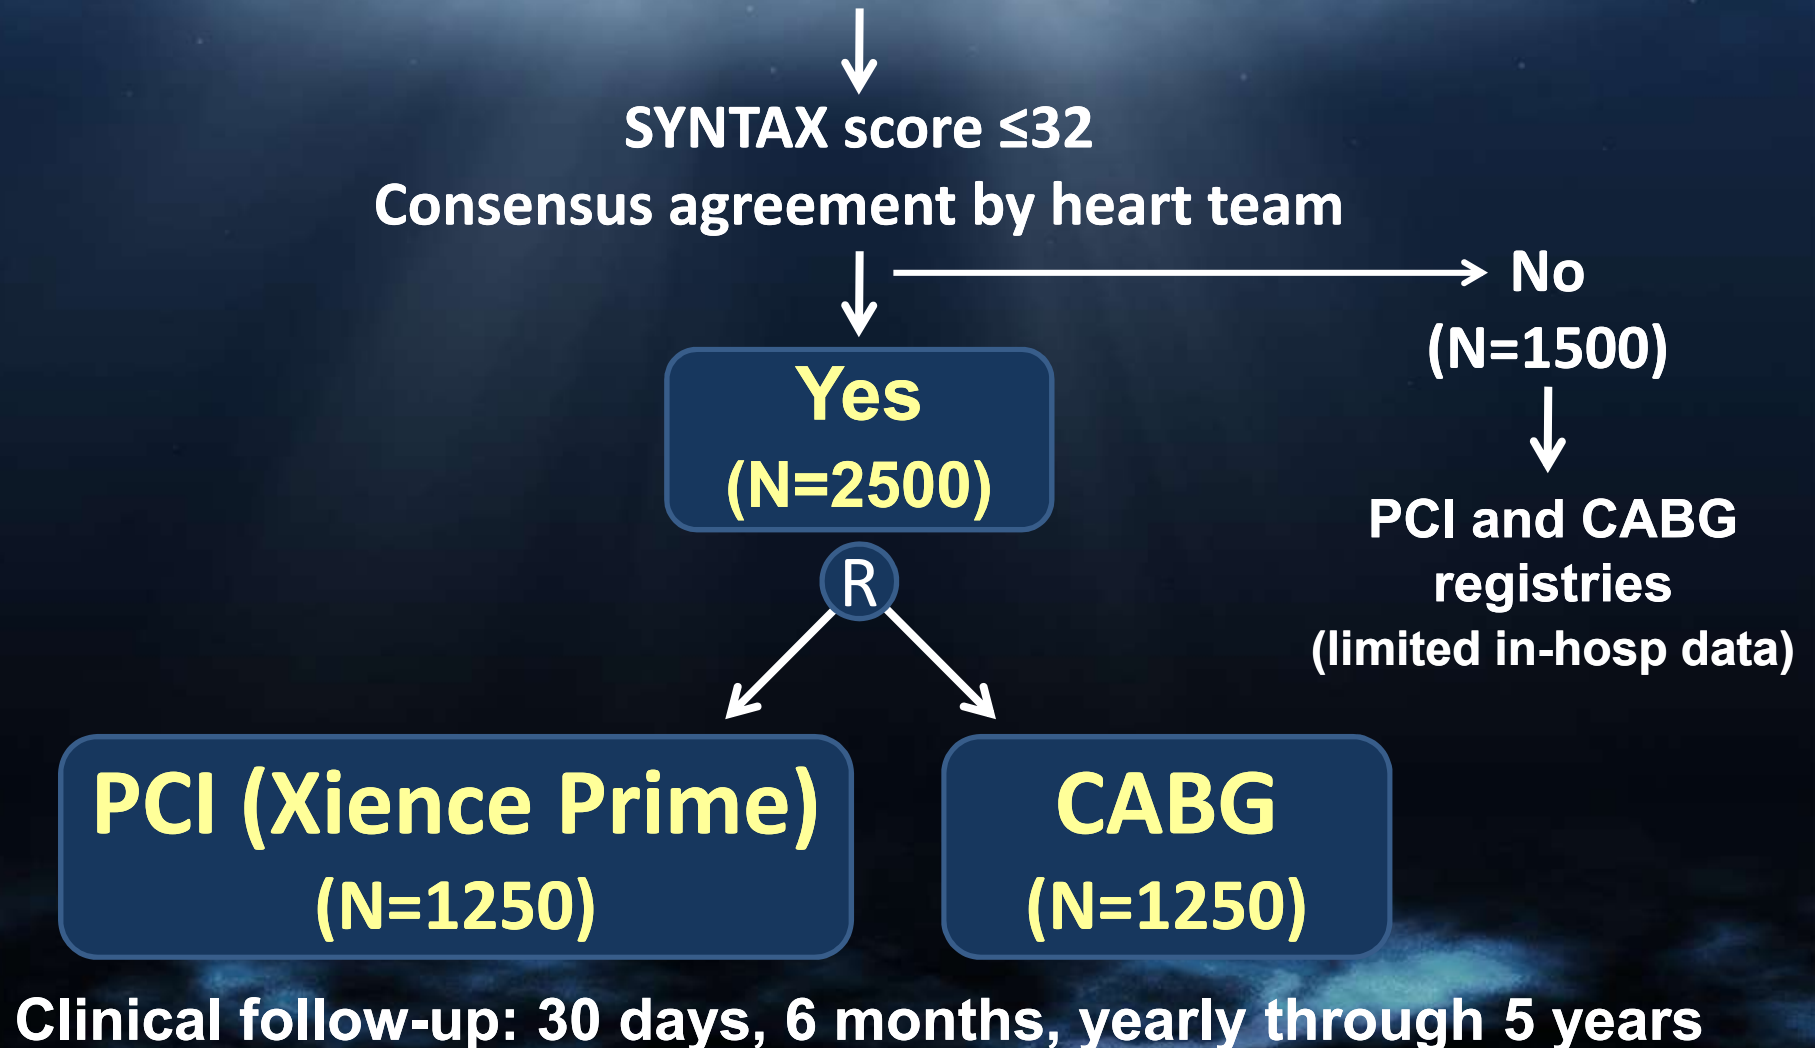 SYNTAX score ≤32
Consensus agreement by heart team
No
(N=1500)
Yes
(N=2500)
PCI and CABG
registries
(limited in-hosp data)
R
PCI (Xience Prime)
(N=1250)
CABG
(N=1250)
Clinical follow-up: 30 days, 6 months, yearly through 5 years